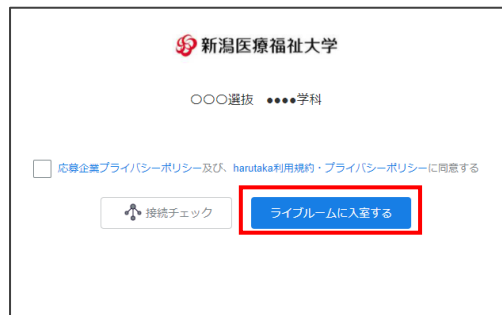 新潟医療福祉大学
〇〇〇選抜 ●●●●学科
応募企業プライバシーポリシー及び、harutaka利用規約・プライバシーポリシーに同意する
接続チェック
ライブルームに入室する